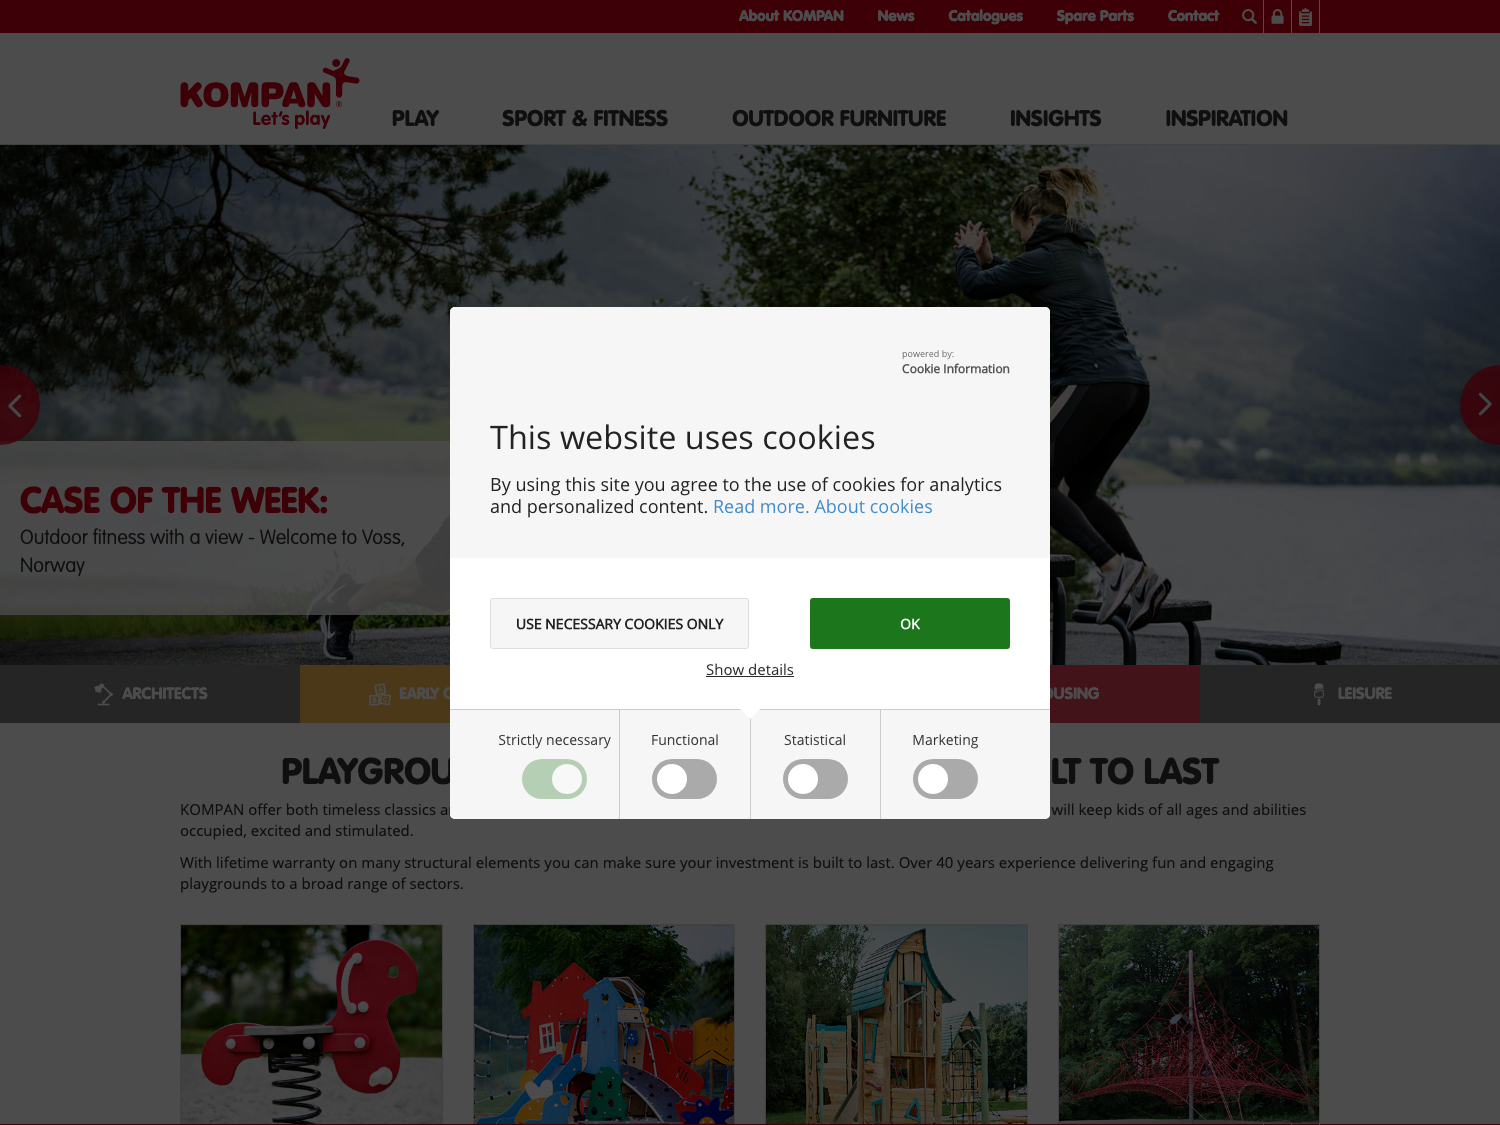 About KOMPAN
News
Catalogues
Spare Parts
Contact
KOMPAN
Let's play
PLAY
SPORT & FITNESS
OUTDOOR FURNITURE
INSIGHTS
INSPIRATION
powered by:
Cookie Information
This website uses cookies
By using this site you agree to the use of cookies for analytics
and personalized content. Read more. About cookies
CASE OF THE WEEK:
Outdoor fitness with a view - Welcome to Voss,
Norway
USE NECESSARY COOKIES ONLY
OK
Show details
ARCHITECTS
EARLY
LEISURE
Strictly necessary
Functional
Statistical
Marketing
TO LAST
KOMPAN offer both timeless classics
will keep kids of all ages and abilities
occupied, excited and stimulated.
With lifetime warranty on many structural elements you can make sure your investment is built to last. Over 40 years experience delivering fun and engaging
playgrounds to a broad range of sectors.